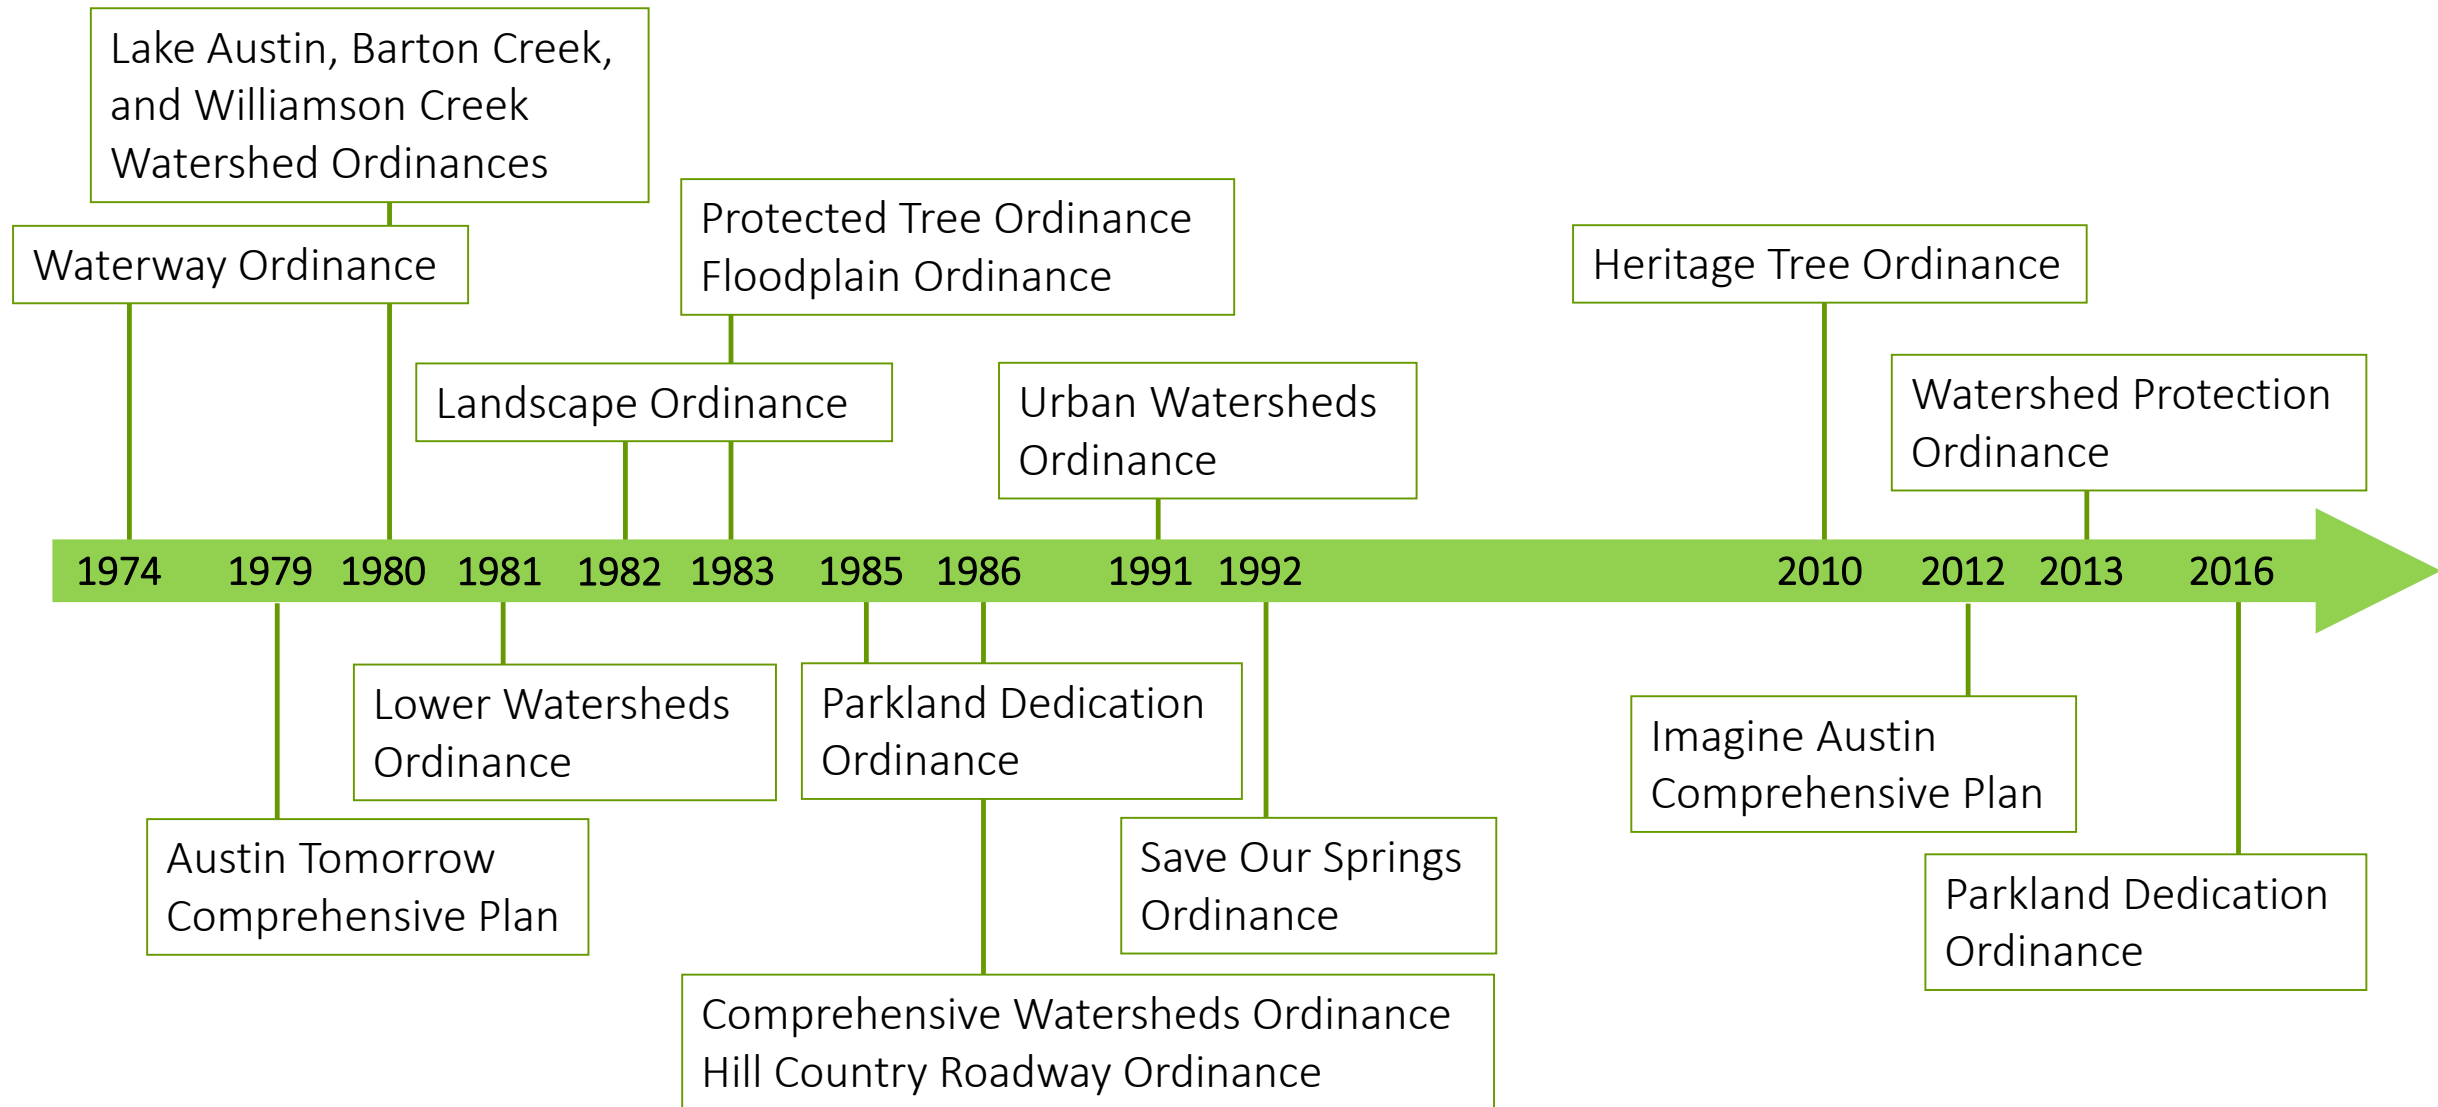 Lake Austin, Barton Creek,
and Williamson Creek
Watershed Ordinances
Waterway Ordinance
Protected Tree Ordinance
Floodplain Ordinance
Heritage Tree Ordinance
Landscape Ordinance
Urban Watersheds
Ordinance
Watershed Protection
Ordinance
1974 1979 1980 1981 1982 1983 1985 1986 1991 1992 2010 2012 2013 2016
Lower Watersheds
Ordinance
Parkland Dedication
Ordinance
Imagine Austin
Comprehensive Plan
Austin Tomorrow
Comprehensive Plan
Save Our Springs
Ordinance
Parkland Dedication
Ordinance
Comprehensive Watersheds Ordinance
Hill Country Roadway Ordinance